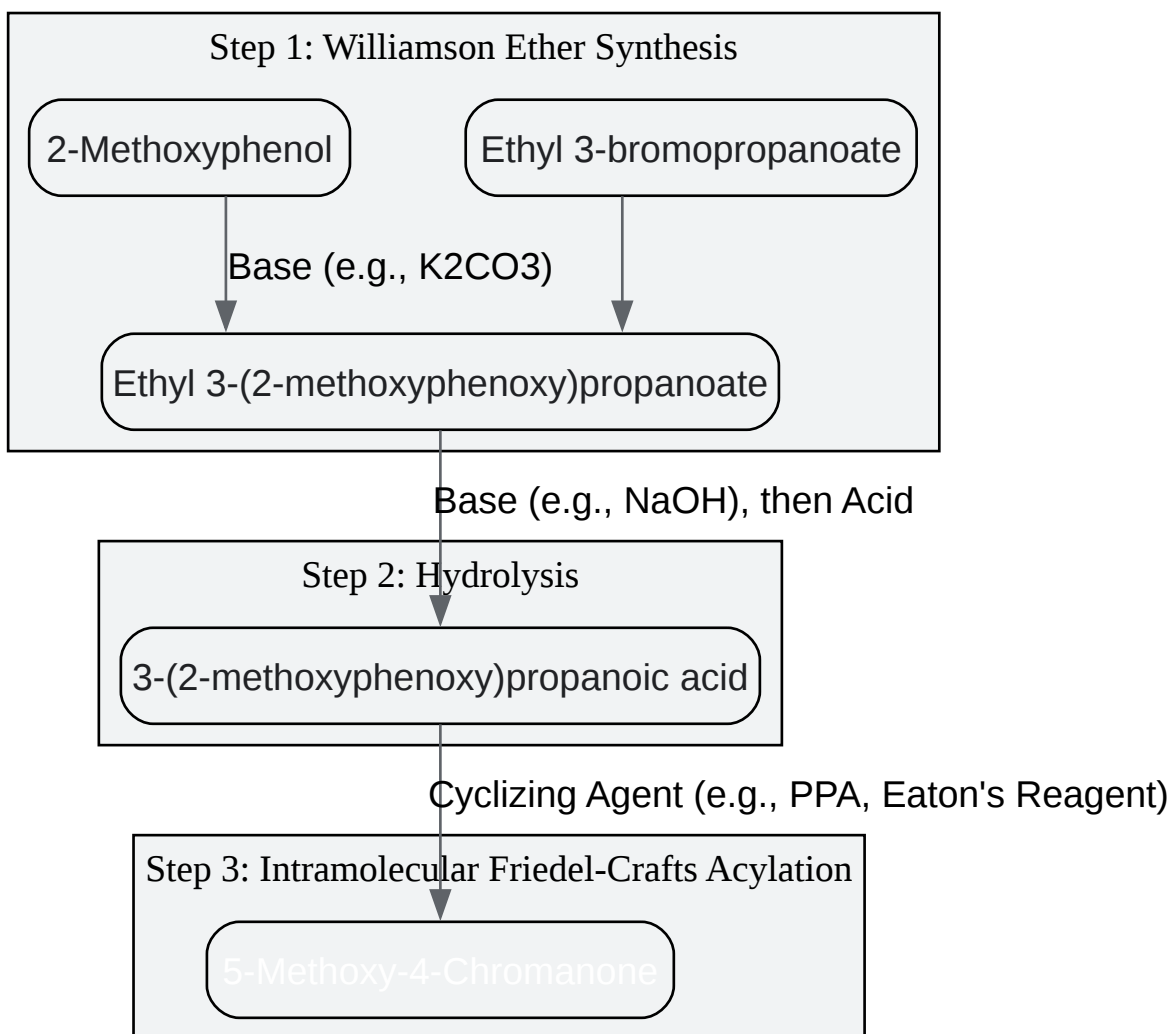 Step 1: Williamson Ether Synthesis
2-Methoxyphenol
Ethyl 3-bromopropanoate
Base (e.g., K2CO3)
Ethyl 3-(2-methoxyphenoxy)propanoate
Base (e.g., NaOH), then Acid
Step 2: Hydrolysis
3-(2-methoxyphenoxy)propanoic acid
Cyclizing Agent (e.g., PPA, Eaton's Reagent)
Step 3: Intramolecular Friedel-Crafts Acylation
5-Methoxy-4-Chromanone